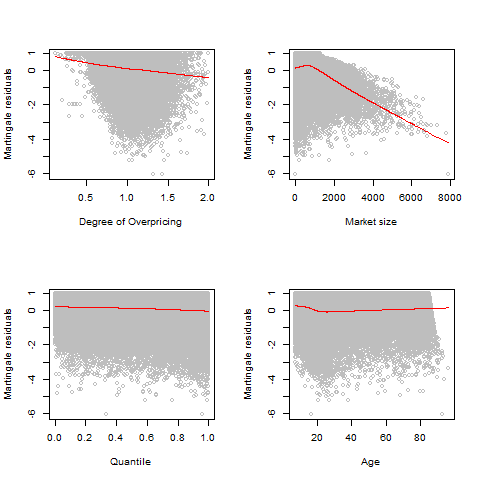 Martingale residuals
1
0
-2
-4
-6
0.5 1.0 1.5 2.0
Degree of Overpricing
Martingale residuals
1
0
-2
-4
-6
0 2000 4000 6000 8000
Market size
Martingale residuals
1
0
-2
-4
-6
0.0 0.2 0.4 0.6 0.8 1.0
Quantile
Martingale residuals
1
0
-2
-4
-6
20 40 60 80
Age